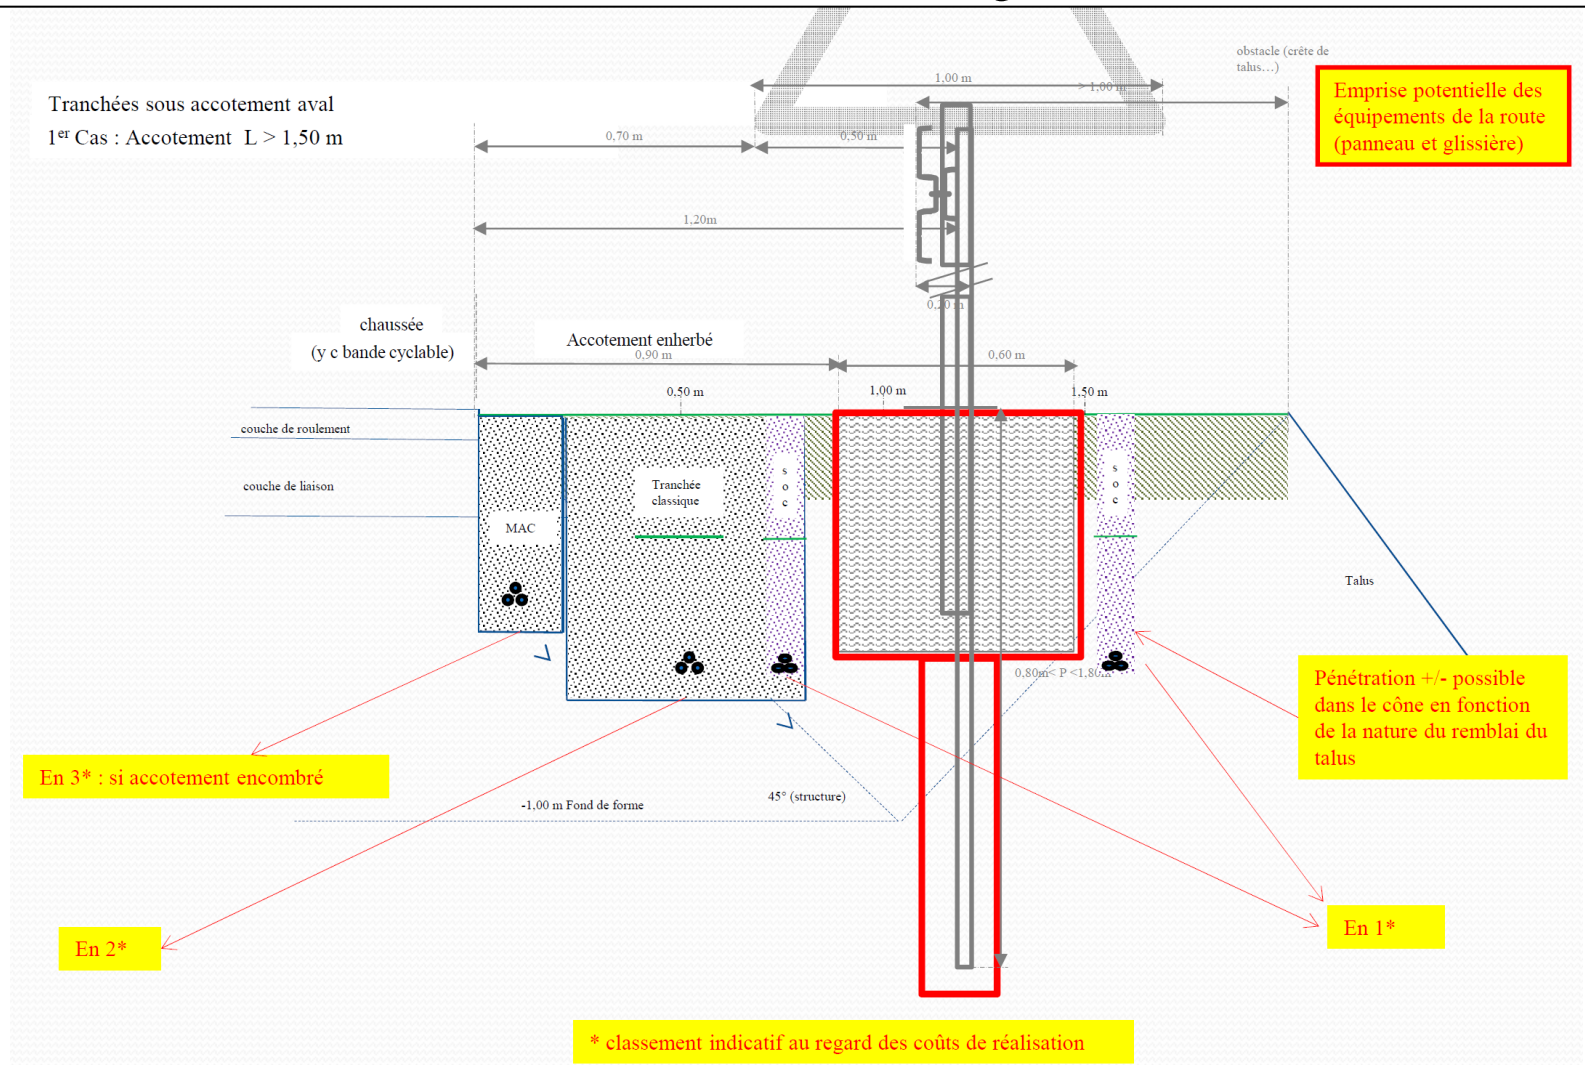 obstacle (crête de
talus…)
1,00 m
> 1,00 m
Emprise potentielle des
équipements de la route
(panneau et glissière)
Tranchées sous accotement aval
1er Cas : Accotement L > 1,50 m
0,70 m
0,50 m
1,20m
0,20 m
chaussée
(y c bande cyclable)
Accotement enherbé
0,90 m
0,60 m
0.50 m
1,00 m
1.50 m
couche de roulement
couche de liaison
MAC
Tranchée
classique
s
o
c
s
o
c
Talus
0,80m< P <1,80m
Pénétration +/- possible
dans le cône en fonction
de la nature du remblai du
talus
En 3* : si accotement encombré
-1,00 m Fond de forme
45° (structure)
En 2*
En 1*
* classement indicatif au regard des coûts de réalisation